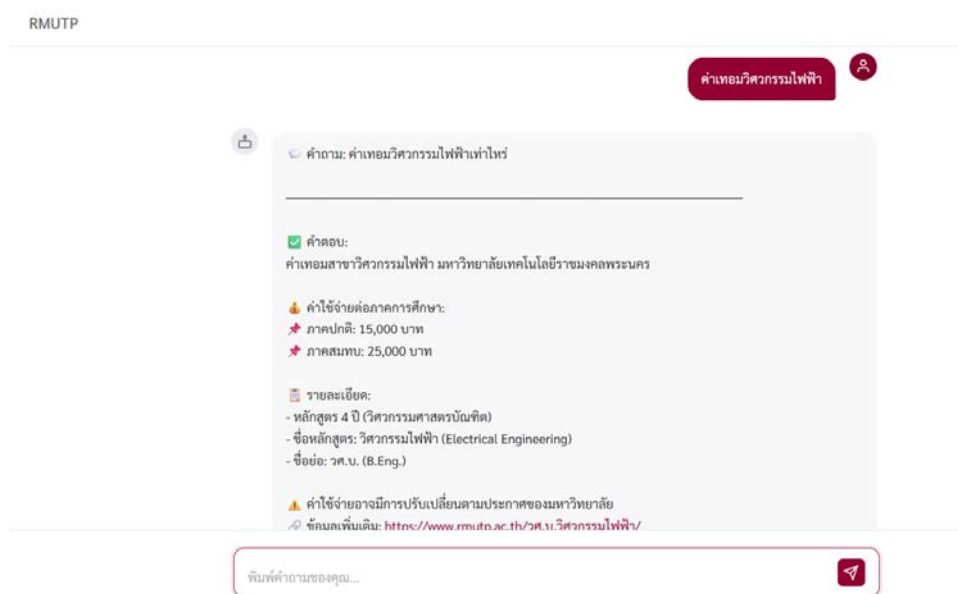 RMUTP
ค่าเทอมวิศวกรรมไฟฟ้า
คำถาม: ค่าเทอมวิศวกรรมไฟฟ้าเท่าไหร่
คำตอบ:
ค่าเทอมสาขาวิศวกรรมไฟฟ้า มหาวิทยาลัยเทคโนโลยีราชมงคลพระนคร
ค่าใช้จ่ายต่อภาคการศึกษา:
ภาคปกติ: 15,000 บาท
ภาคสมทบ: 25,000 บาท
รายละเอียด:
- หลักสูตร 4 ปี (วิศวกรรมศาสตรบัณฑิต)
- ชื่อหลักสูตร: วิศวกรรมไฟฟ้า (Electrical Engineering)
- ชื่อย่อ: วศ.บ. (B.Eng.)
ค่าใช้จ่ายอาจมีการปรับเปลี่ยนตามประกาศของมหาวิทยาลัย
ข้อมูลเพิ่มเติม: https://www.rmutp.ac.th/วศ.บ.วิศวกรรมไฟฟ้า/
พิมพ์คำถามของคุณ...